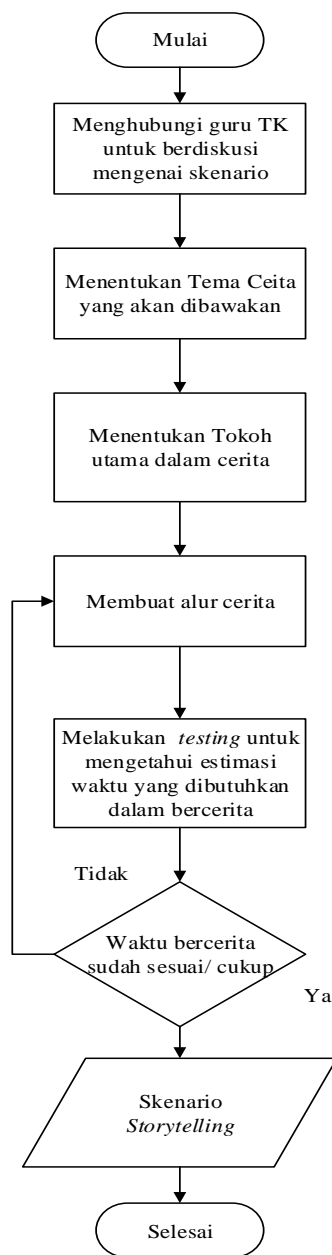 Mulai
Menghubungi guru TK
untuk berdiskusi
mengenai skenario
Menentukan Tema Ceita
yang akan dibawakan
Menentukan Tokoh
utama dalam cerita
Membuat alur cerita
Melakukan testing untuk
mengetahui estimasi
waktu yang dibutuhkan
dalam bercerita
Tidak
Waktu bercerita
sudah sesuai/ cukup
Ya
Skenario
Storytelling
Selesai